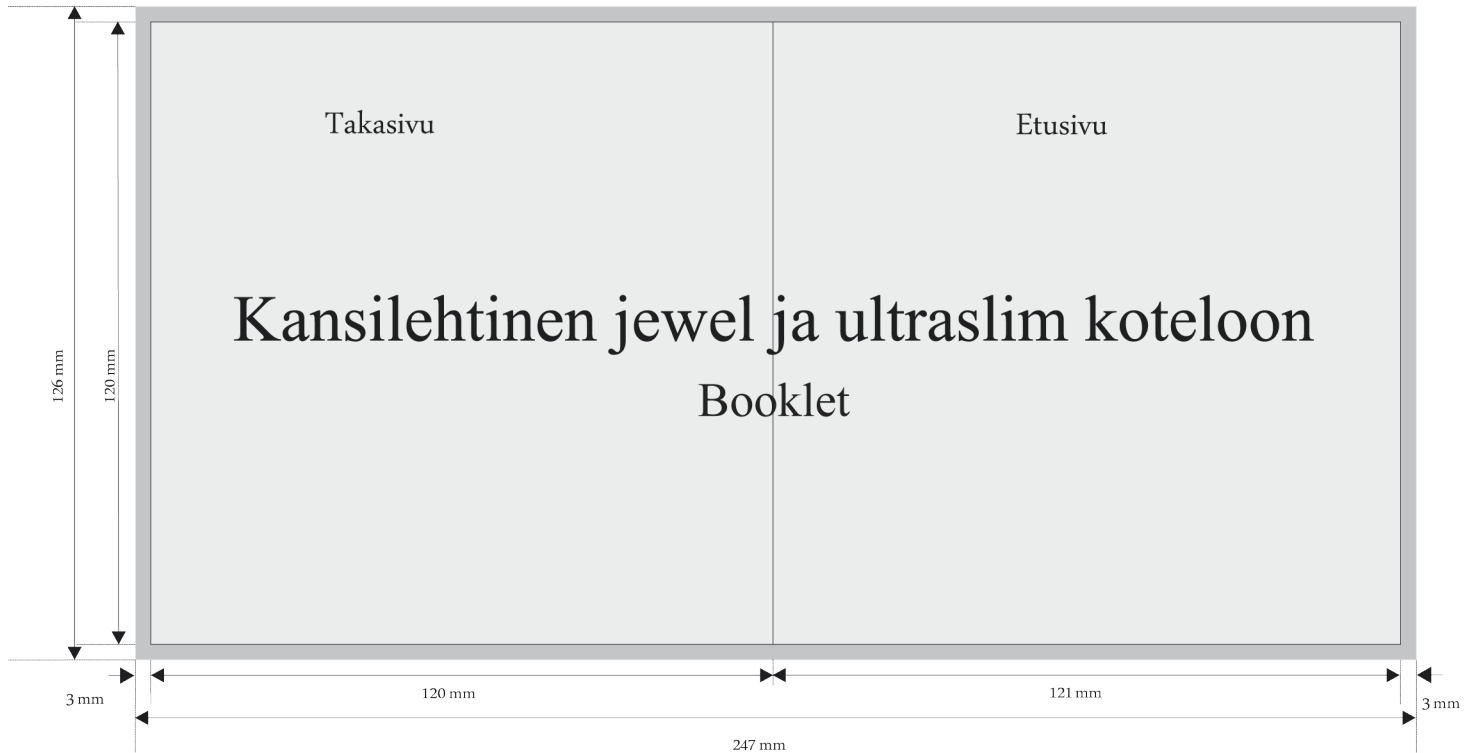 Takasivu
Etusivu
Kansilehtinen jewel ja ultraslim koteloon
Booklet
126 mm
120 mm
3 mm
120 mm
121 mm
3 mm
247 mm